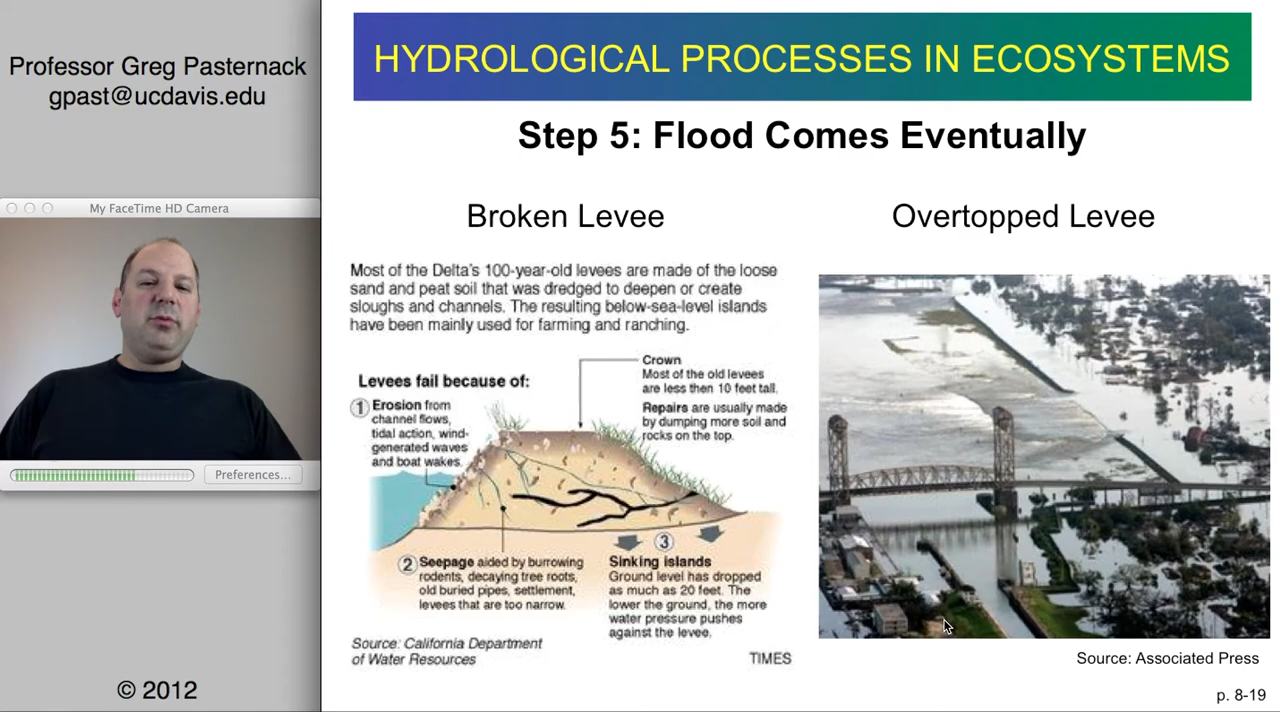 Professor Greg Pasternack
gpast@ucdavis.edu
My FaceTime HD Camera
Preferences...
© 2012
HYDROLOGICAL PROCESSES IN ECOSYSTEMS
Step 5: Flood Comes Eventually
Broken Levee
Most of the Delta's 100-year-old levees are made of the loose
sand and peat soil that was dredged to deepen or create
sloughs and channels. The resulting below-sea-level islands
have been mainly used for farming and ranching.
Levees fail because of:
1 Erosion from
channel flows,
tidal action, wind-
generated waves
and boat wakes.
Crown
Most of the old levees
are less then 10 feet tall.
Repairs are usually made
by dumping more soil and
rocks on the top.
2 Seepage aided by burrowing
rodents, decaying tree roots,
old buried pipes, settlement,
levees that are too narrow.
3
Sinking islands
Ground level has dropped
as much as 20 feet. The
lower the ground, the more
water pressure pushes
against the levee.
Source: California Department
of Water Resources
TIMES
Overtopped Levee
Source: Associated Press
p. 8-19